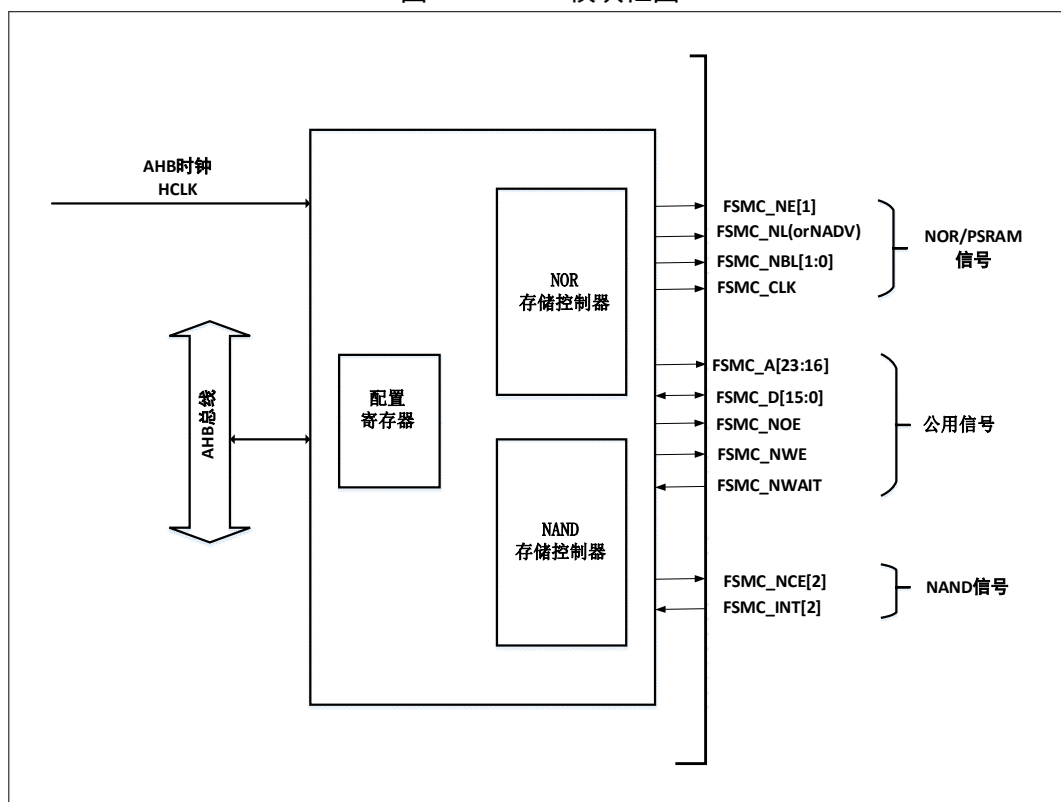 AHB时钟
HCLK
AHB总线
配置
寄存器
NOR
存储控制器
NAND
存储控制器
FSMC_NE[1]
FSMC_NL(orNADV)
FSMC_NBL[1:0]
FSMC_CLK
NOR/PSRAM
信号
FSMC_A[23:16]
FSMC_D[15:0]
FSMC_NOE
FSMC_NWE
FSMC_NWAIT
公用信号
FSMC_NCE[2]
FSMC_INT[2]
NAND信号